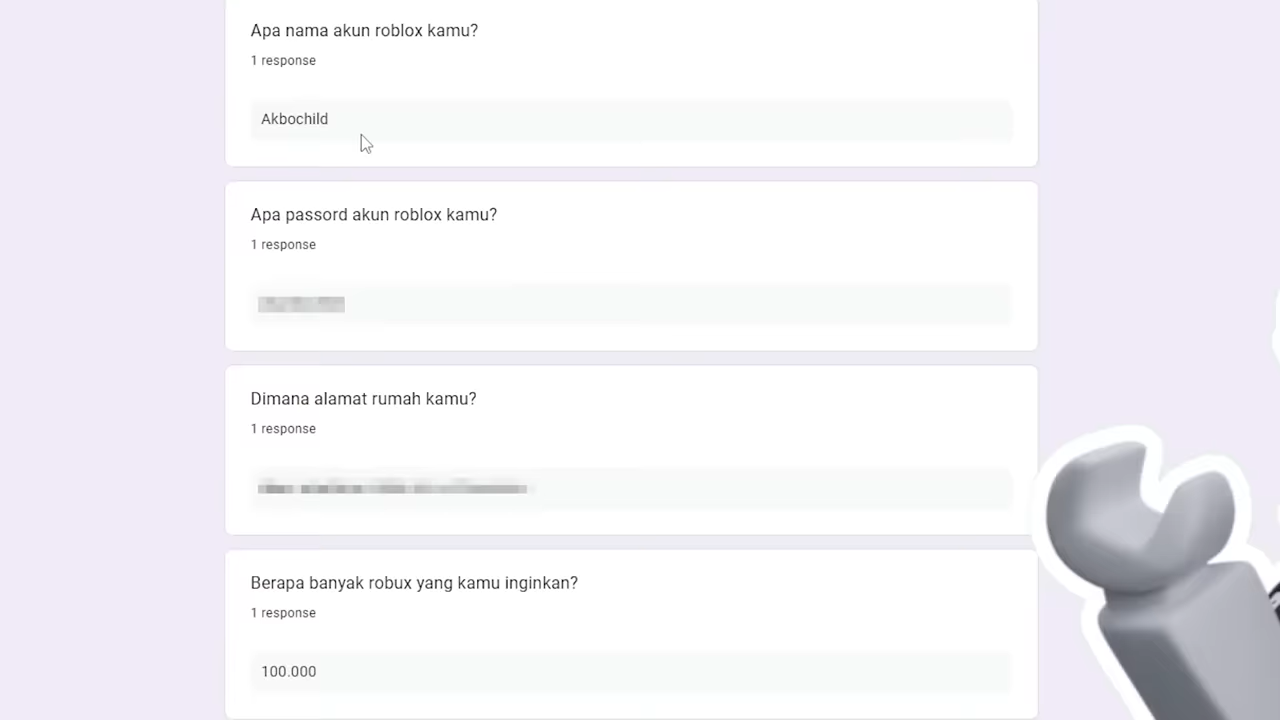 Apa nama akun roblox kamu?
1 response
Akbochild
Apa passord akun roblox kamu?
1 response
Dimana alamat rumah kamu?
1 response
Berapa banyak robux yang kamu inginkan?
1 response
100.000